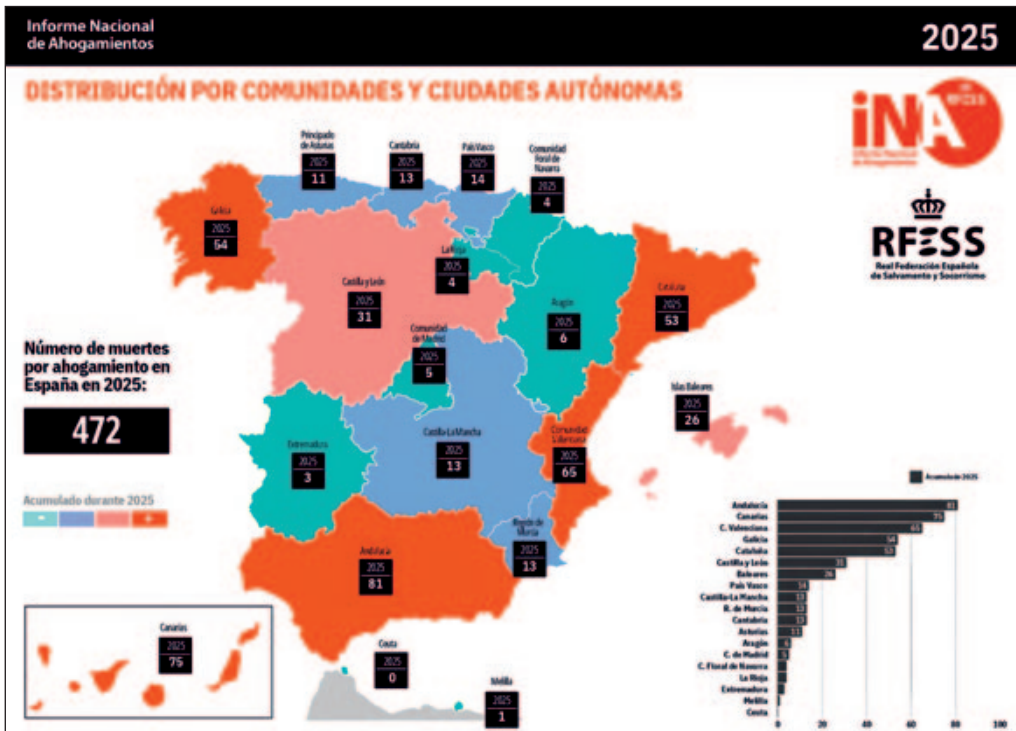 Informe Nacional
de Ahogamientos
2025
DISTRIBUCIÓN POR COMUNIDADES Y CIUDADES AUTÓNOMAS
iNA
RFESS
Informe Nacional
de Ahogamientos
RFESS
Real Federación Española
de Salvamento y Socorrismo
Principado
de Asturias
2025
11
Cantabria
2025
13
País Vasco
2025
14
Comunidad
Foral de
Navarra
2025
4
Galicia
2025
54
La Rioja
2025
4
Castilla y León
2025
31
Aragón
2025
6
Cataluña
2025
53
Comunidad
de Madrid
2025
5
Número de muertes
por ahogamiento en
España en 2025:
472
Islas Baleares
2025
26
Extremadura
2025
3
Castilla-La Mancha
2025
13
Comunidad
Valenciana
2025
65
Acumulado durante 2025
- +
Región de
Murcia
2025
13
Andalucía
2025
81
Canarias
2025
75
Ceuta
2025
0
Melilla
2025
1
Acumulado 2025
Andalucía 81
Canarias 75
C. Valenciana 65
Galicia 54
Cataluña 53
Castilla y León 31
Baleares 26
País Vasco 14
Castilla-La Mancha 13
R. de Murcia 13
Cantabria 13
Asturias 11
Aragón 6
C. de Madrid 5
C. Floral de Navarra
La Rioja
Extremadura
Melilla
Ceuta
0 20 40 60 80 100